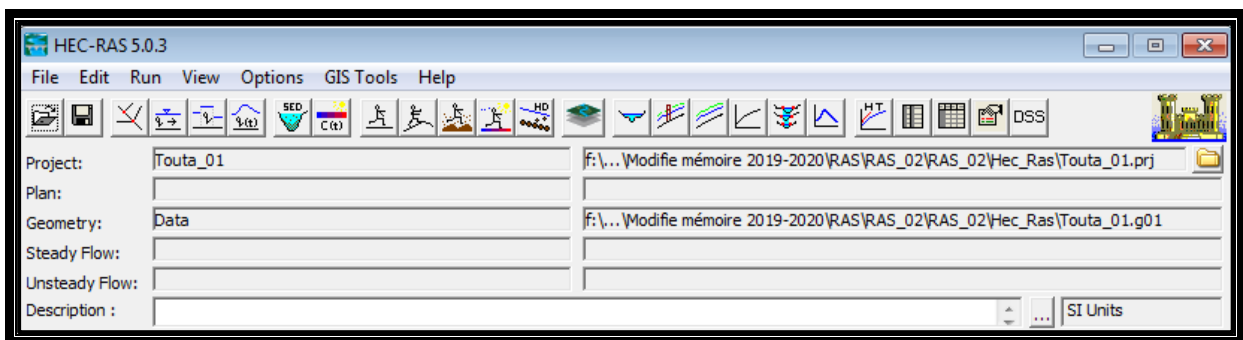 HEC-RAS 5.0.3
File Edit Run View Options GIS Tools Help
SED C(t) HD HT DSS
Project: Touta_01 f:\...\Modifie mémoire 2019-2020\RAS\RAS_02\RAS_02\Hec_Ras\Touta_01.prj
Plan:
Geometry: Data f:\...\Modifie mémoire 2019-2020\RAS\RAS_02\RAS_02\Hec_Ras\Touta_01.g01
Steady Flow:
Unsteady Flow:
Description : ... SI Units